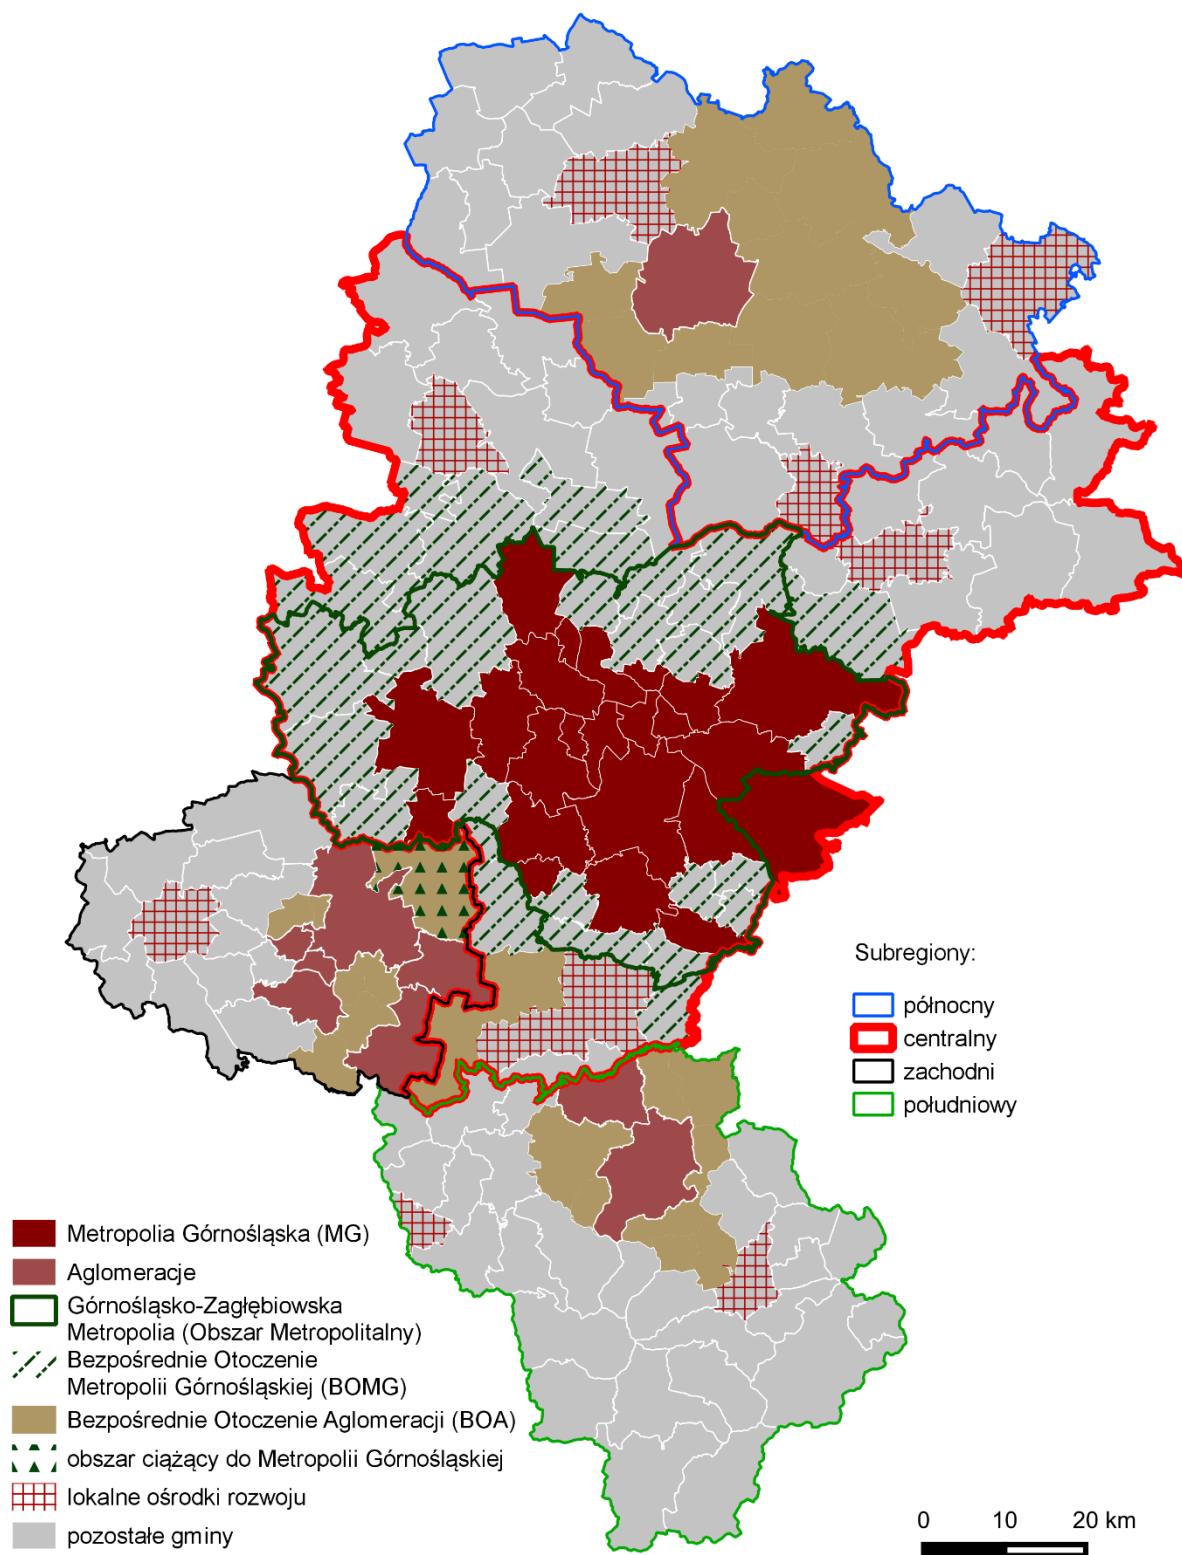 Subregiony:
północny
centralny
zachodni
południowy
Metropolia Górnośląska (MG)
Aglomeracje
Górnośląsko-Zagłębiowska
Metropolia (Obszar Metropolitalny)
Bezpośrednie Otoczenie
Metropolii Górnośląskiej (BOMG)
Bezpośrednie Otoczenie Aglomeracji (BOA)
obszar ciążący do Metropolii Górnośląskiej
lokalne ośrodki rozwoju
pozostałe gminy
0 10 20 km